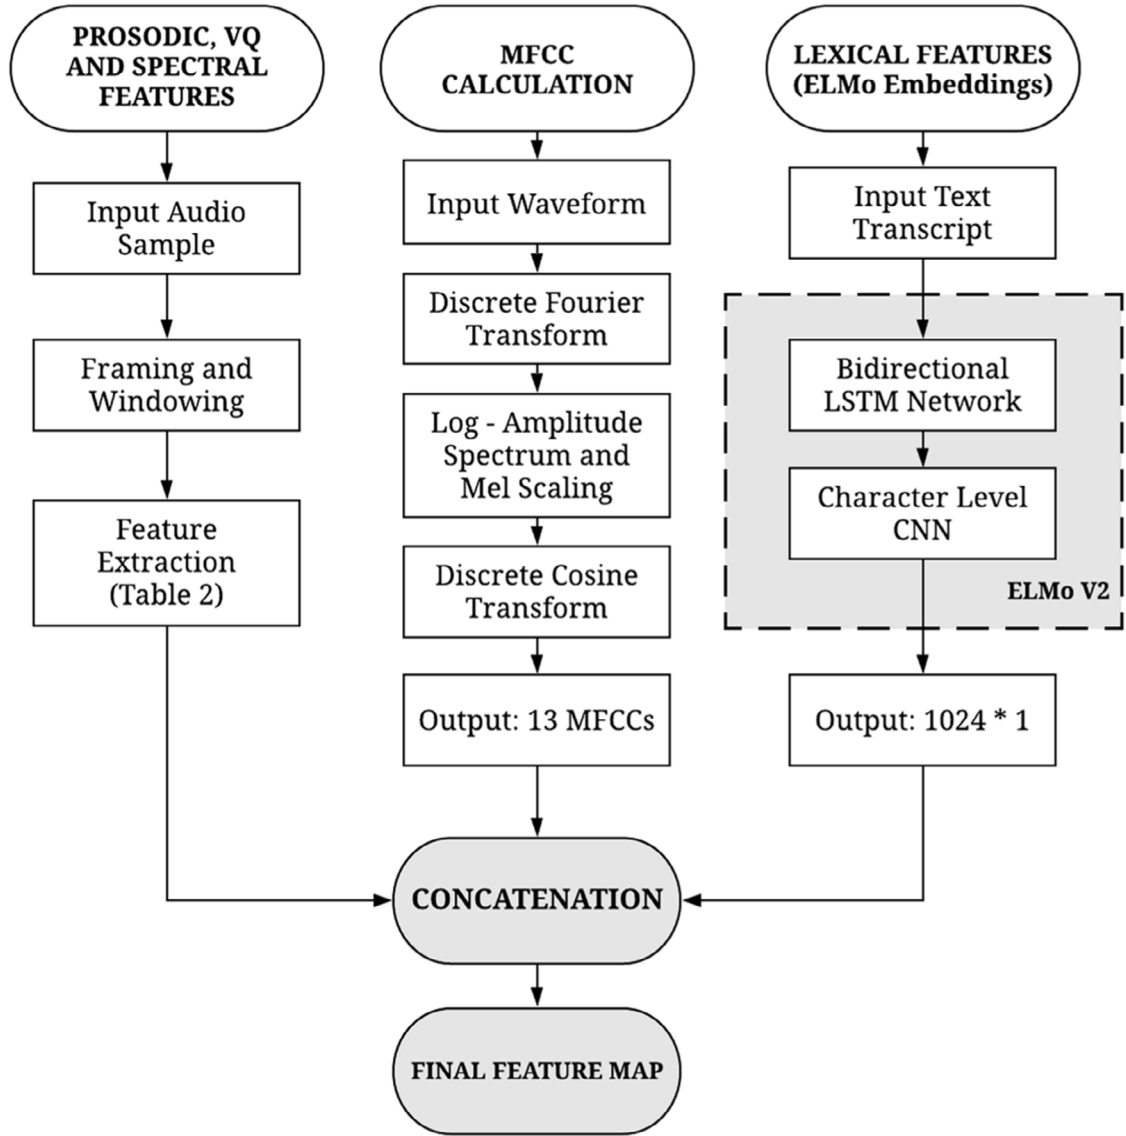 PROSODIC, VQ
AND SPECTRAL
FEATURES
Input Audio
Sample
Framing and
Windowing
Feature
Extraction
(Table 2)
MFCC
CALCULATION
Input Waveform
Discrete Fourier
Transform
Log - Amplitude
Spectrum and
Mel Scaling
Discrete Cosine
Transform
Output: 13 MFCCs
LEXICAL FEATURES
(ELMo Embeddings)
Input Text
Transcript
Bidirectional
LSTM Network
Character Level
CNN
ELMo V2
Output: 1024 * 1
CONCATENATION
FINAL FEATURE MAP